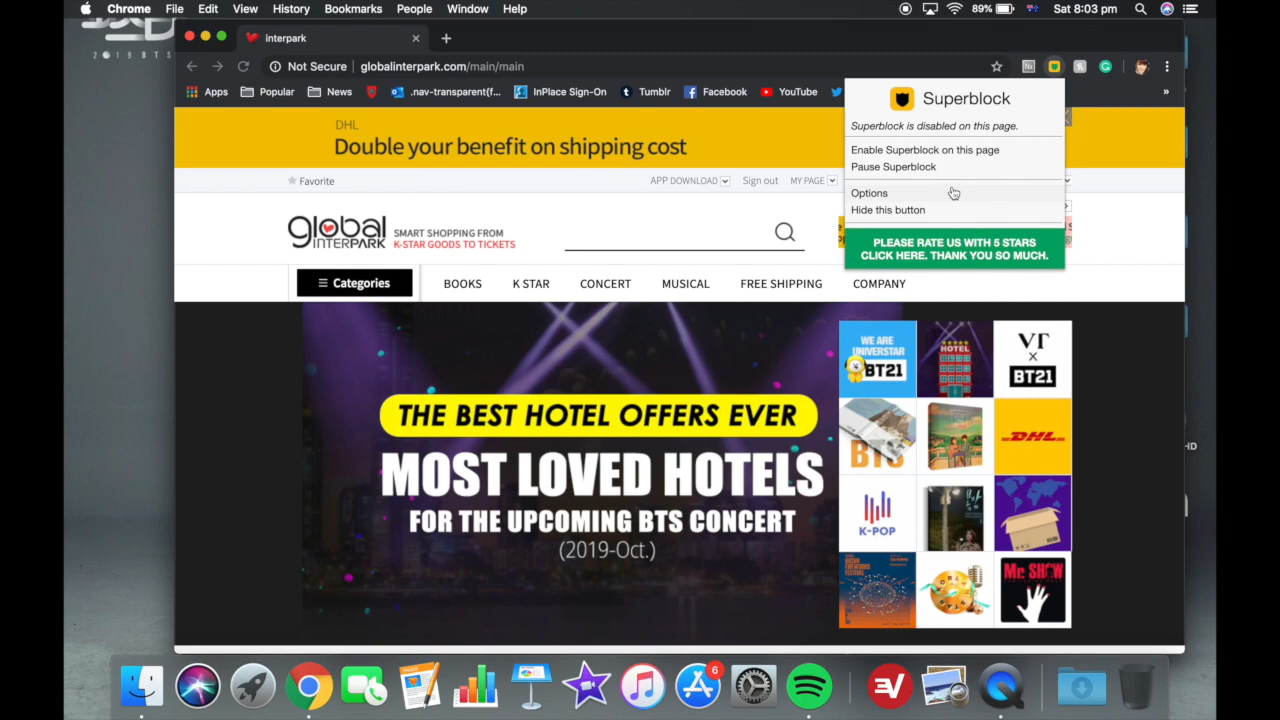 Chrome File Edit View History Bookmarks People Window Help
89% Sat 8:03 pm
2019 BTS
interpark
Not Secure globalinterpark.com/main/main
Apps Popular News .nav-transparent{f... InPlace Sign-On Tumblr Facebook YouTube »
Superblock
Superblock is disabled on this page.
Enable Superblock on this page
Pause Superblock
Options
Hide this button
PLEASE RATE US WITH 5 STARS
CLICK HERE. THANK YOU SO MUCH.
DHL
Double your benefit on shipping cost
Favorite APP DOWNLOAD Sign out MY PAGE
global
INTERPARK
SMART SHOPPING FROM
K-STAR GOODS TO TICKETS
Categories BOOKS K STAR CONCERT MUSICAL FREE SHIPPING COMPANY
THE BEST HOTEL OFFERS EVER
MOST LOVED HOTELS
FOR THE UPCOMING BTS CONCERT
(2019-Oct.)
WE ARE
UNIVERSTAR
BT21
HOTEL
VT
X
BT21
BTS
DHL
K-POP
Mr. SHOW
HD
PAGES
6